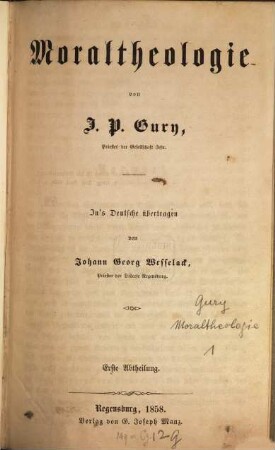 Moraltheologie
von
J. P. Gury,
Priester der Gesellschaft Jesu.
In's Deutsche übertragen
von
Johann Georg Wesselack,
Priester der Diöcese Regensburg.
Gury
Moraltheologie
1
Erste Abtheilung.
Regensburg, 1858.
Verlag von G. Joseph Manz.